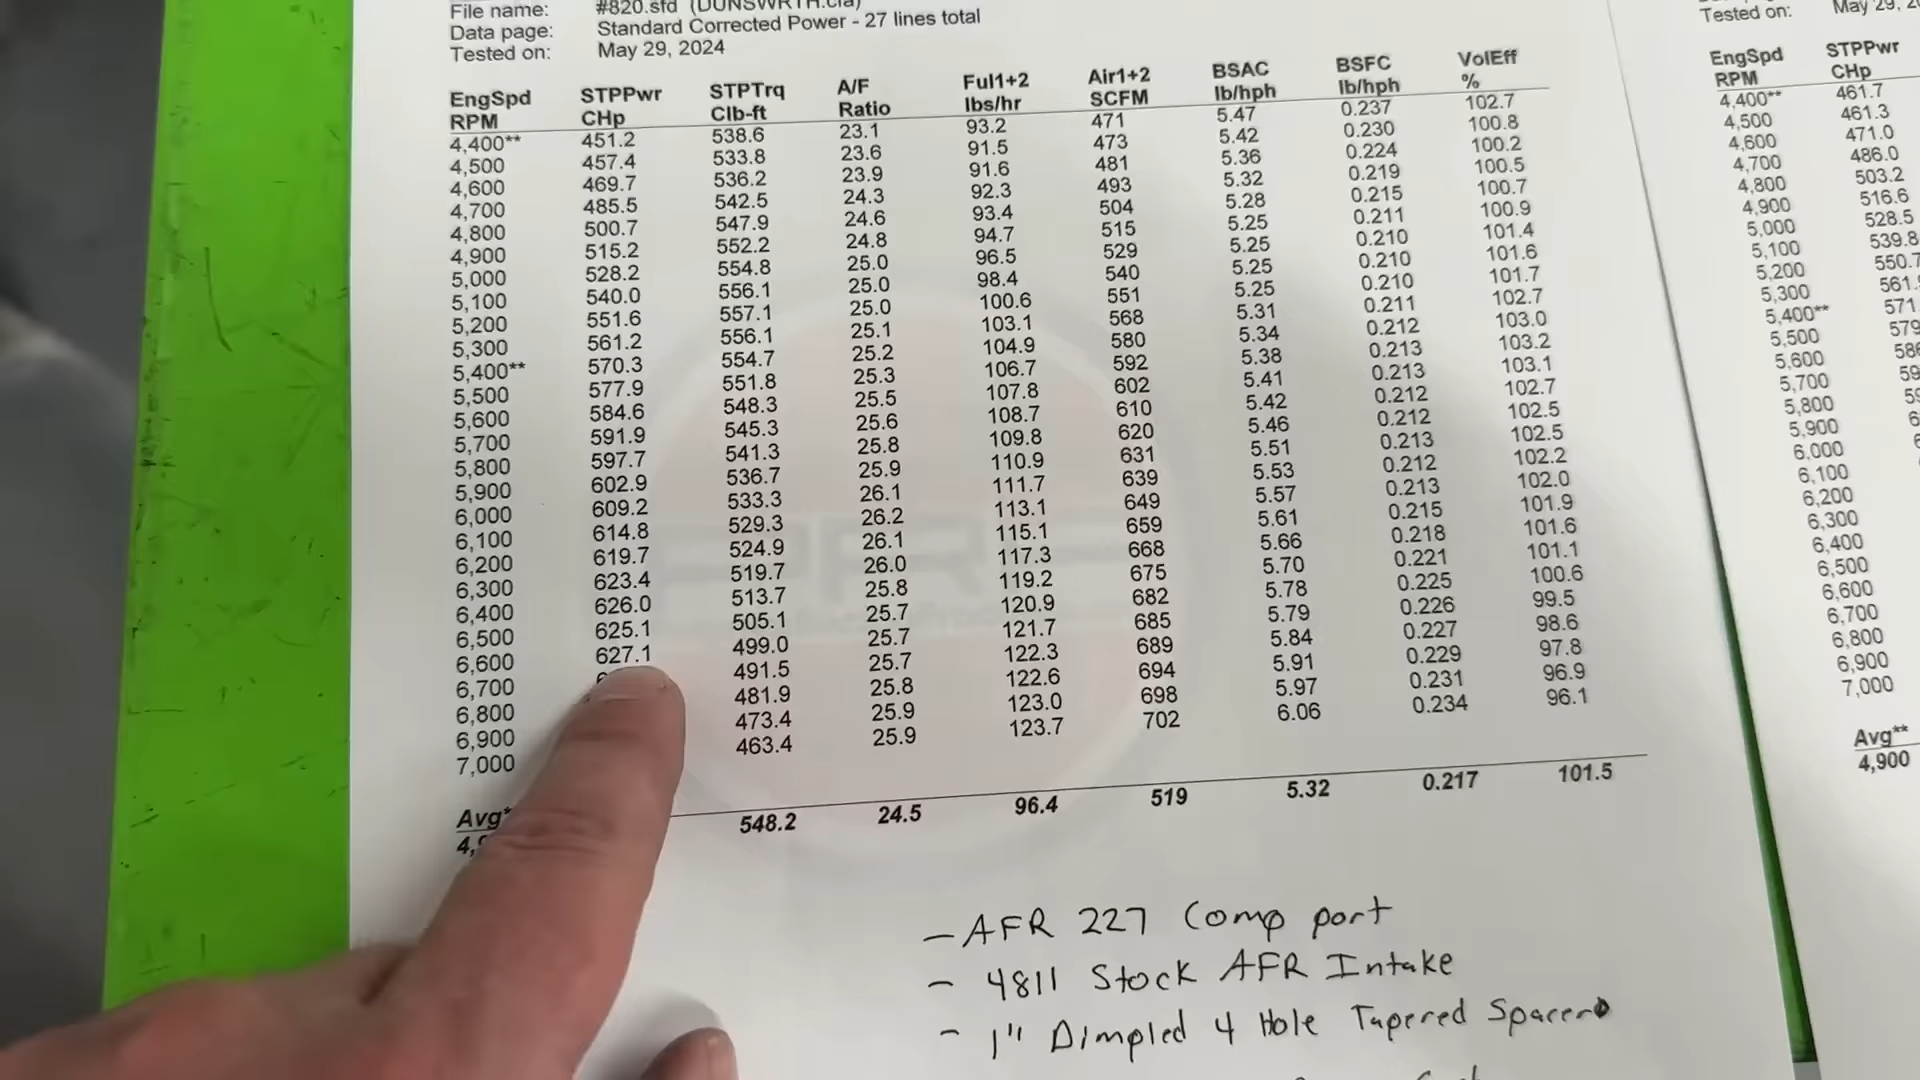 File name: #820.sfd (DUNSWRTH.cfa)
Data page: Standard Corrected Power - 27 lines total
Tested on: May 29, 2024
EngSpd STPPwr STPTrq A/F Ful1+2 Air1+2 BSAC BSFC VolEff
RPM CHp Clb-ft Ratio lbs/hr SCFM lb/hph lb/hph %
4,400** 451.2 538.6 23.1 93.2 471 5.47 0.237 102.7
4,500 457.4 533.8 23.6 91.5 473 5.42 0.230 100.8
4,600 469.7 536.2 23.9 91.6 481 5.36 0.224 100.2
4,700 485.5 542.5 24.3 92.3 493 5.32 0.219 100.5
4,800 500.7 547.9 24.6 93.4 504 5.28 0.215 100.7
4,900 515.2 552.2 24.8 94.7 515 5.25 0.211 100.9
5,000 528.2 554.8 25.0 96.5 529 5.25 0.210 101.4
5,100 540.0 556.1 25.0 98.4 540 5.25 0.210 101.6
5,200 551.6 557.1 25.0 100.6 551 5.25 0.210 101.7
5,300 561.2 556.1 25.1 103.1 568 5.31 0.211 102.7
5,400** 570.3 554.7 25.2 104.9 580 5.34 0.212 103.0
5,500 577.9 551.8 25.3 106.7 592 5.38 0.213 103.2
5,600 584.6 548.3 25.5 107.8 602 5.41 0.213 103.1
5,700 591.9 545.3 25.6 108.7 610 5.42 0.212 102.7
5,800 597.7 541.3 25.8 109.8 620 5.46 0.212 102.5
5,900 602.9 536.7 25.9 110.9 631 5.51 0.213 102.5
6,000 609.2 533.3 26.1 111.7 639 5.53 0.212 102.2
6,100 614.8 529.3 26.2 113.1 649 5.57 0.213 102.0
6,200 619.7 524.9 26.1 115.1 659 5.61 0.215 101.9
6,300 623.4 519.7 26.0 117.3 668 5.66 0.218 101.6
6,400 626.0 513.7 25.8 119.2 675 5.70 0.221 101.1
6,500 625.1 505.1 25.7 120.9 682 5.78 0.225 100.6
6,600 627.1 499.0 25.7 121.7 685 5.79 0.226 99.5
6,700 491.5 25.7 122.3 689 5.84 0.227 98.6
6,800 481.9 25.8 122.6 694 5.91 0.229 97.8
6,900 473.4 25.9 123.0 698 5.97 0.231 96.9
7,000 463.4 25.9 123.7 702 6.06 0.234 96.1
Avg*
548.2 24.5 96.4 519 5.32 0.217 101.5
- AFR 227 Comp port
- 4811 Stock AFR Intake
- 1" Dimpled 4 Hole Tapered Spacer
Tested on: May 29,
EngSpd STPPwr
RPM CHp
4,400** 461.7
4,500 461.3
4,600 471.0
4,700 486.0
4,800 503.2
4,900 516.6
5,000 528.5
5,100 539.8
5,200 550.7
5,300 561.
5,400** 571
5,500 579
5,600
5,700
5,800
5,900
6,000
6,100
6,200
6,300
6,400
6,500
6,600
6,700
6,800
6,900
7,000
Avg**
4,900